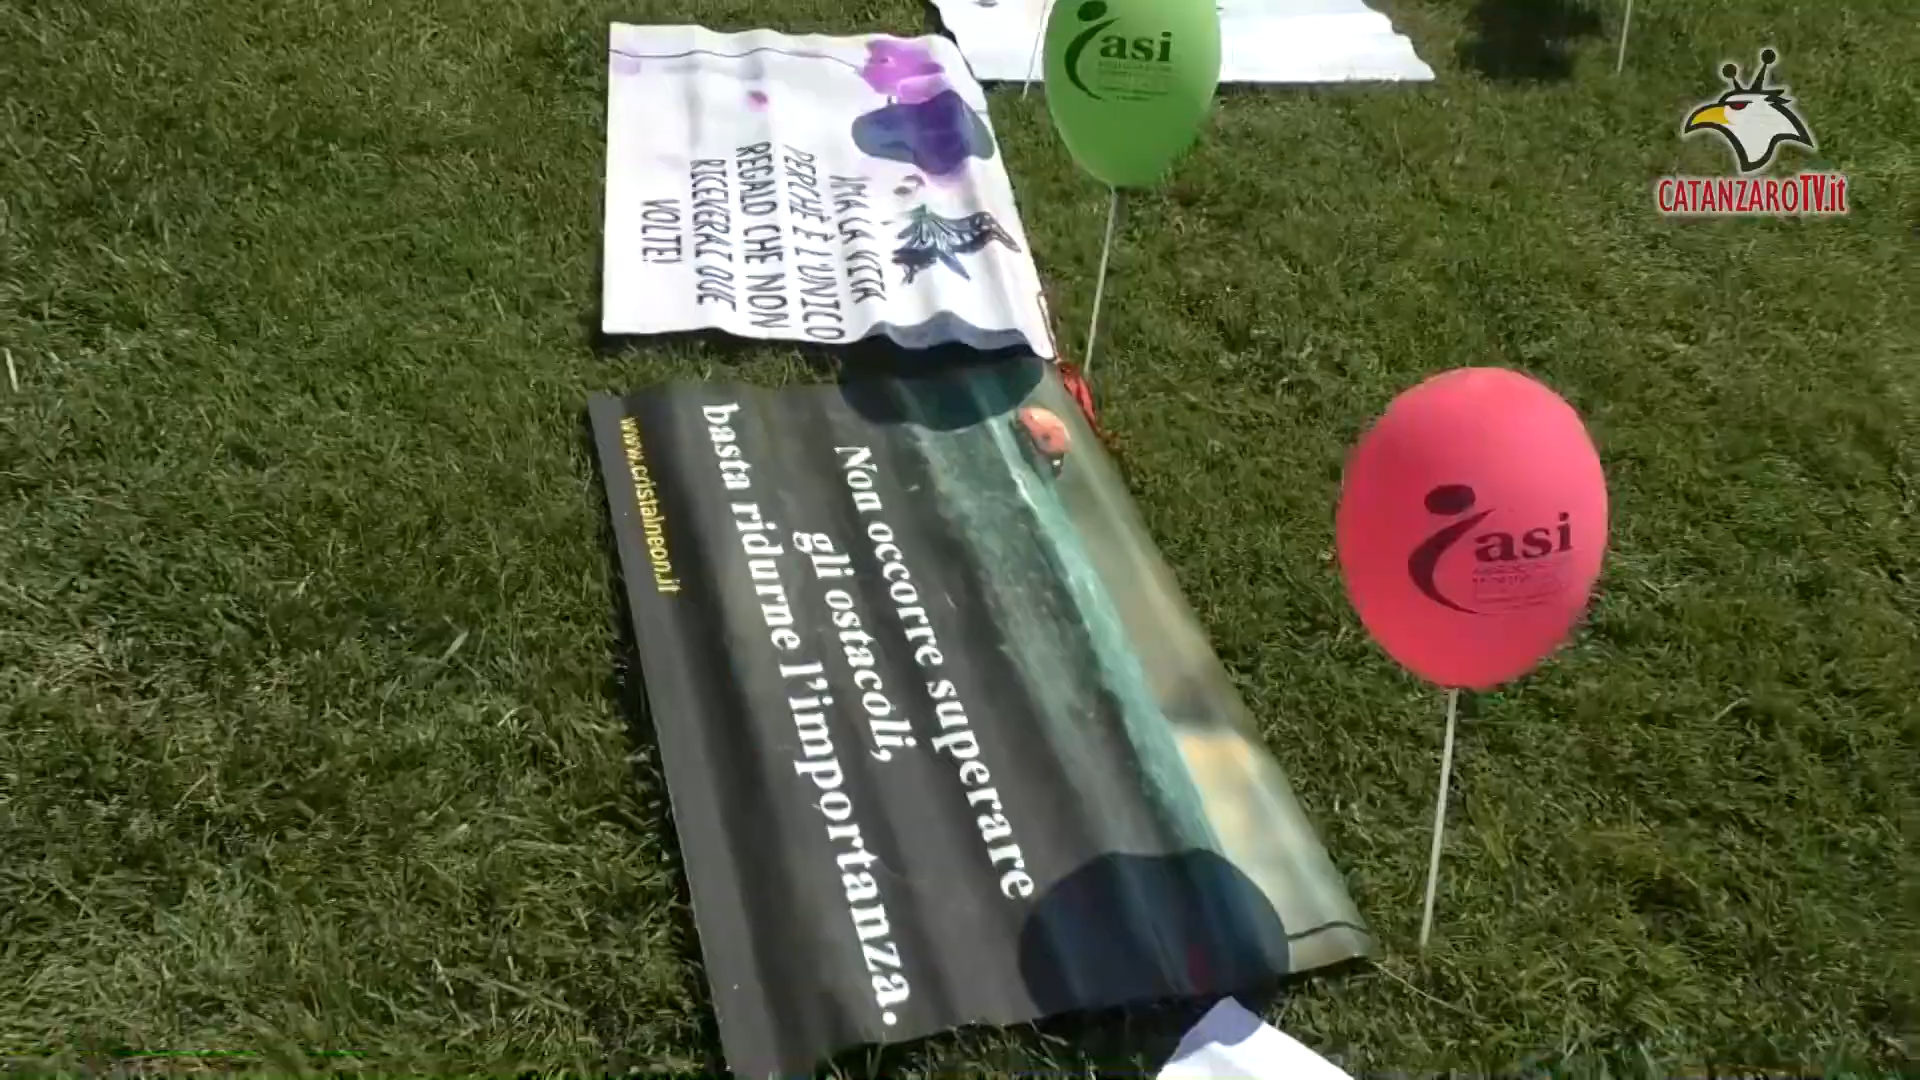 asi
CATANZAROTV.it
AMA LA VITA
PERCHÈ È L'UNICO
REGALO CHE NON
RICEVERAI DUE
VOLTE!
Non occorre superare
gli ostacoli,
basta ridurne l'importanza.
www.cristalneon.it
asi